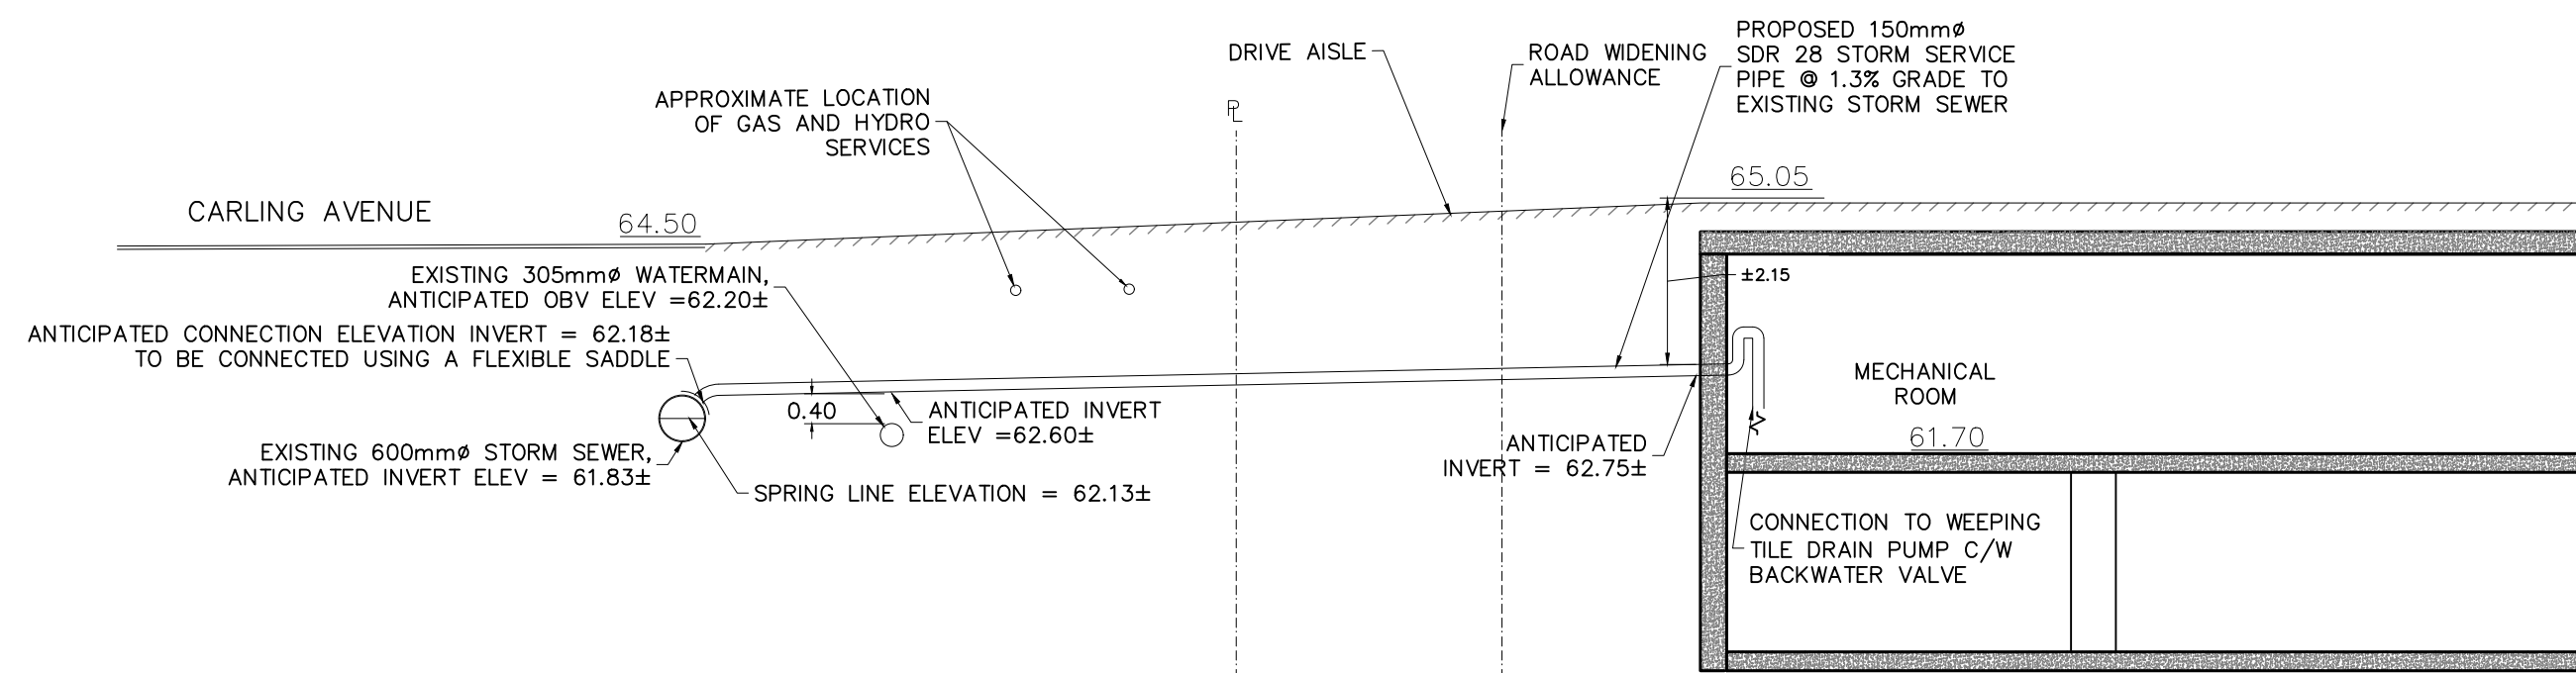 PROPOSED 150mmø
SDR 28 STORM SERVICE
PIPE @ 1.3% GRADE TO
EXISTING STORM SEWER
DRIVE AISLE
ROAD WIDENING
ALLOWANCE
APPROXIMATE LOCATION
OF GAS AND HYDRO
SERVICES
PL
65.05
CARLING AVENUE
64.50
EXISTING 305mmø WATERMAIN,
ANTICIPATED OBV ELEV =62.20±
±2.15
ANTICIPATED CONNECTION ELEVATION INVERT = 62.18±
TO BE CONNECTED USING A FLEXIBLE SADDLE
MECHANICAL
ROOM
0.40
ANTICIPATED INVERT
ELEV =62.60±
61.70
EXISTING 600mmø STORM SEWER,
ANTICIPATED INVERT ELEV = 61.83±
ANTICIPATED
INVERT = 62.75±
SPRING LINE ELEVATION = 62.13±
CONNECTION TO WEEPING
TILE DRAIN PUMP C/W
BACKWATER VALVE